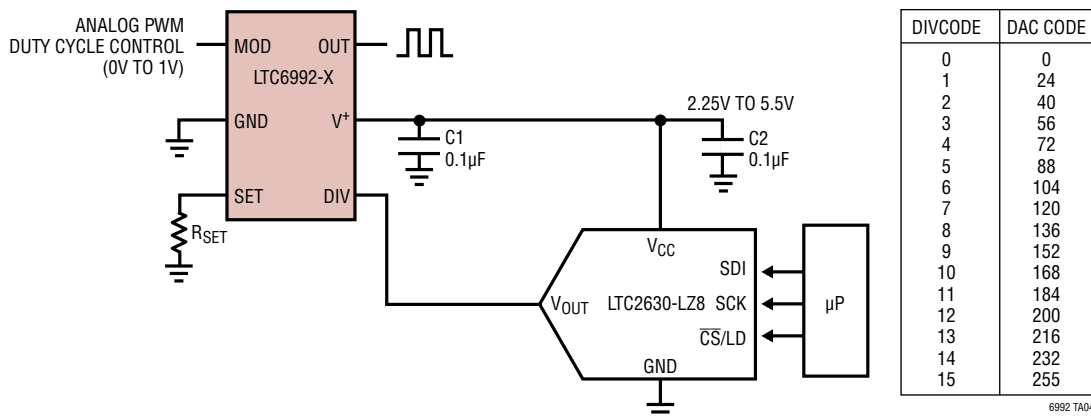 ANALOG PWM
DUTY CYCLE CONTROL
(0V TO 1V)
MOD
OUT
LTC6992-X
GND
V+
SET
DIV
RSET
C1
0.1µF
2.25V TO 5.5V
C2
0.1µF
VCC
VOUT
LTC2630-LZ8
SDI
SCK
CS/LD
GND
µP
DIVCODE DAC CODE
0 0
1 24
2 40
3 56
4 72
5 88
6 104
7 120
8 136
9 152
10 168
11 184
12 200
13 216
14 232
15 255
6992 TA04